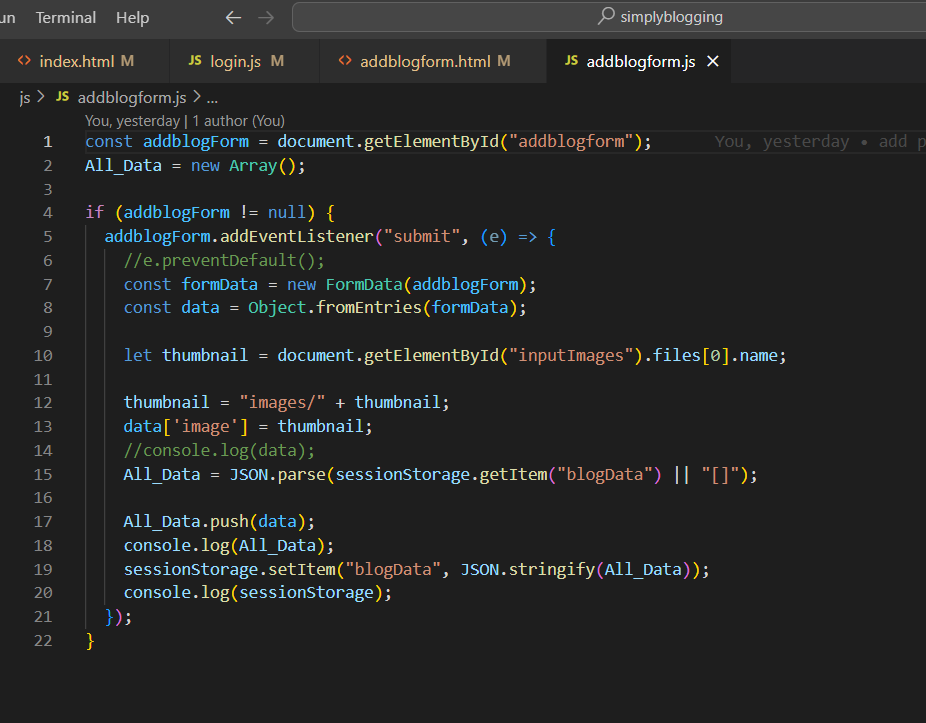 un Terminal Help simplyblogging
index.html M JS login.js M addblogform.html M JS addblogform.js
js > JS addblogform.js > ...
You, yesterday | 1 author (You)
1 const addblogForm = document.getElementById("addblogform"); You, yesterday • add p
2 All_Data = new Array();
3
4 if (addblogForm != null) {
5 addblogForm.addEventListener("submit", (e) => {
6 //e.preventDefault();
7 const formData = new FormData(addblogForm);
8 const data = Object.fromEntries(formData);
9
10 let thumbnail = document.getElementById("inputImages").files[0].name;
11
12 thumbnail = "images/" + thumbnail;
13 data['image'] = thumbnail;
14 //console.log(data);
15 All_Data = JSON.parse(sessionStorage.getItem("blogData") || "[]");
16
17 All_Data.push(data);
18 console.log(All_Data);
19 sessionStorage.setItem("blogData", JSON.stringify(All_Data));
20 console.log(sessionStorage);
21 });
22 }